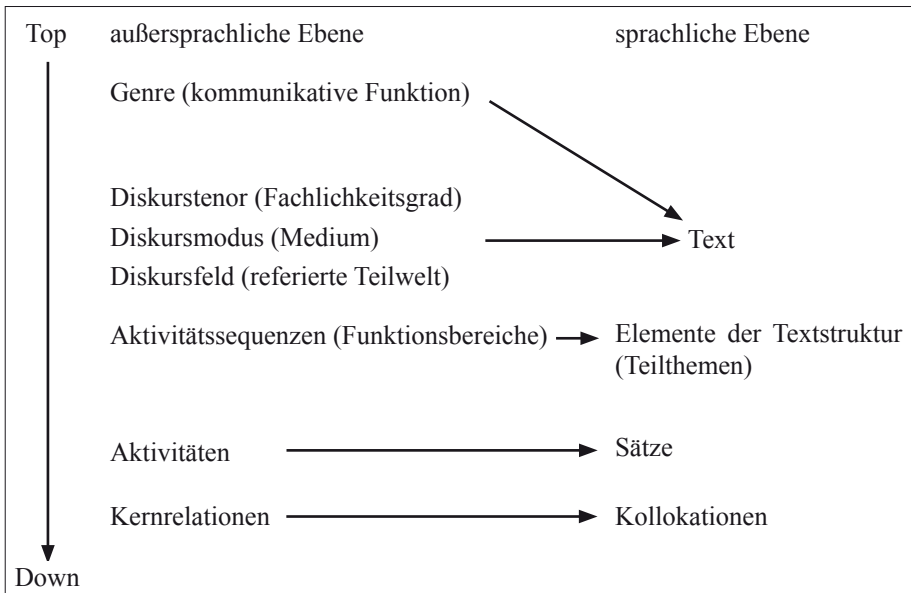 Top außersprachliche Ebene sprachliche Ebene
Genre (kommunikative Funktion)
Diskurstenor (Fachlichkeitsgrad)
Diskursmodus (Medium) Text
Diskursfeld (referierte Teilwelt)
Aktivitätssequenzen (Funktionsbereiche) Elemente der Textstruktur
(Teilthemen)
Aktivitäten Sätze
Kernrelationen Kollokationen
Down